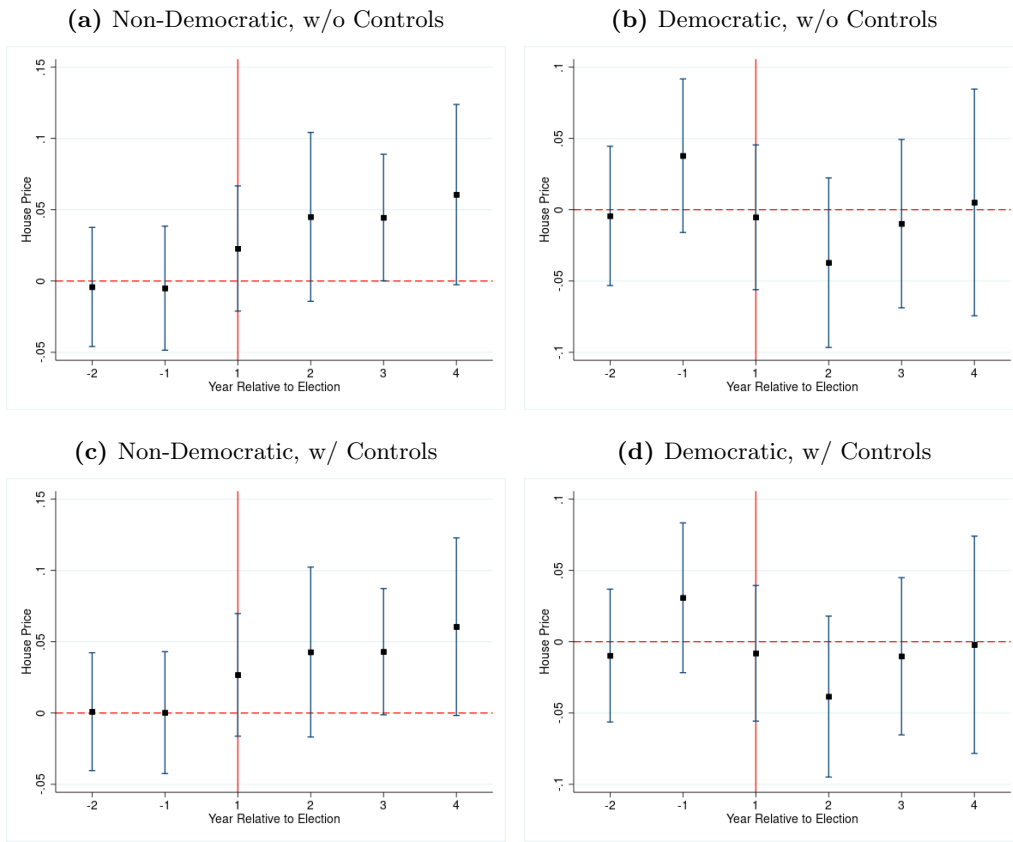 (a) Non-Democratic, w/o Controls
.15
.1
.05
0
-.05
House Price
-2 -1 1 2 3 4
Year Relative to Election
(b) Democratic, w/o Controls
.1
.05
0
-.05
-.1
House Price
-2 -1 1 2 3 4
Year Relative to Election
(c) Non-Democratic, w/ Controls
.15
.1
.05
0
-.05
House Price
-2 -1 1 2 3 4
Year Relative to Election
(d) Democratic, w/ Controls
.1
.05
0
-.05
-.1
House Price
-2 -1 1 2 3 4
Year Relative to Election